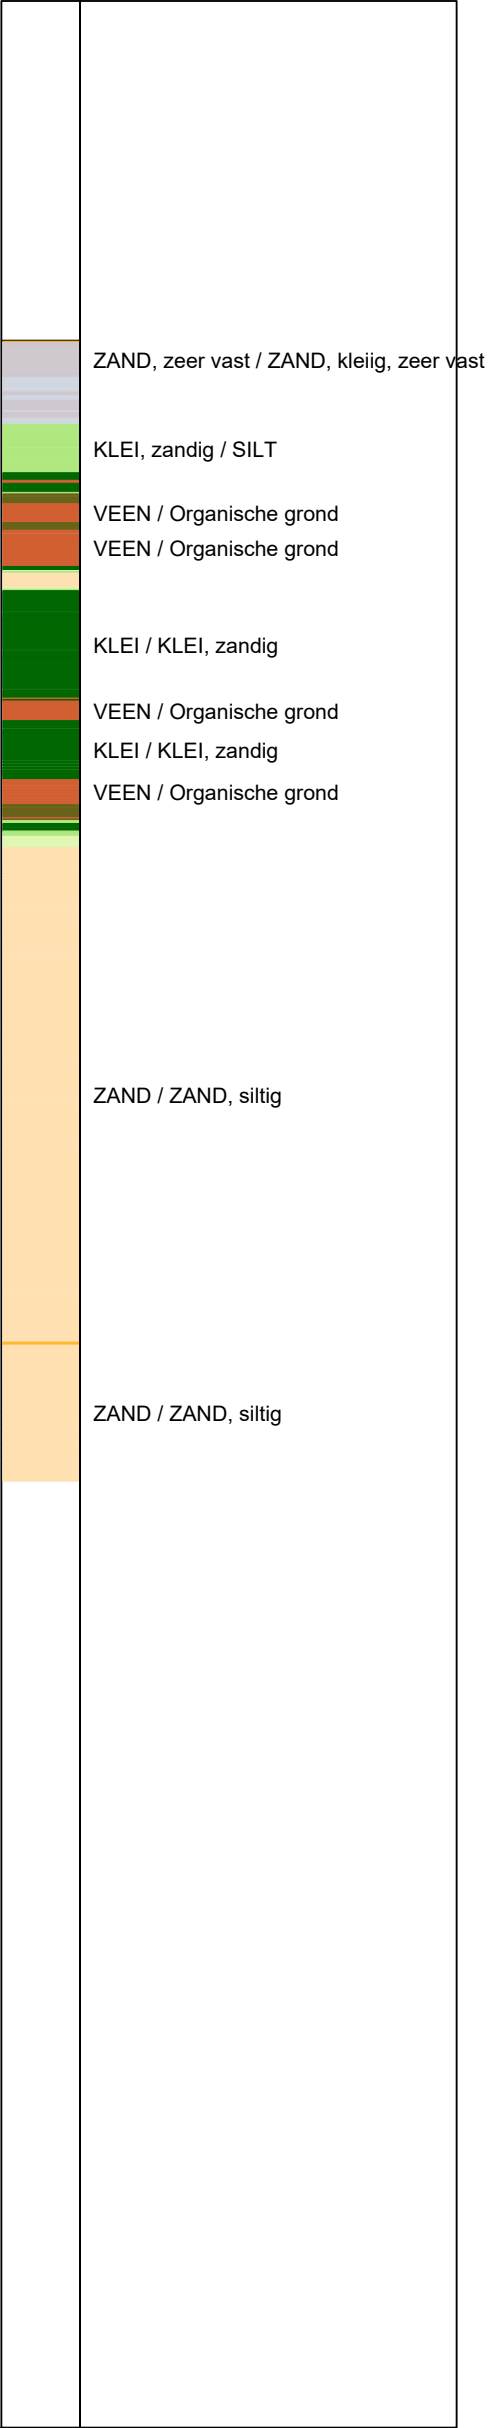 ZAND, zeer vast / ZAND, kleiig, zeer vast
KLEI, zandig / SILT
VEEN / Organische grond
VEEN / Organische grond
KLEI / KLEI, zandig
VEEN / Organische grond
KLEI / KLEI, zandig
VEEN / Organische grond
ZAND / ZAND, siltig
ZAND / ZAND, siltig